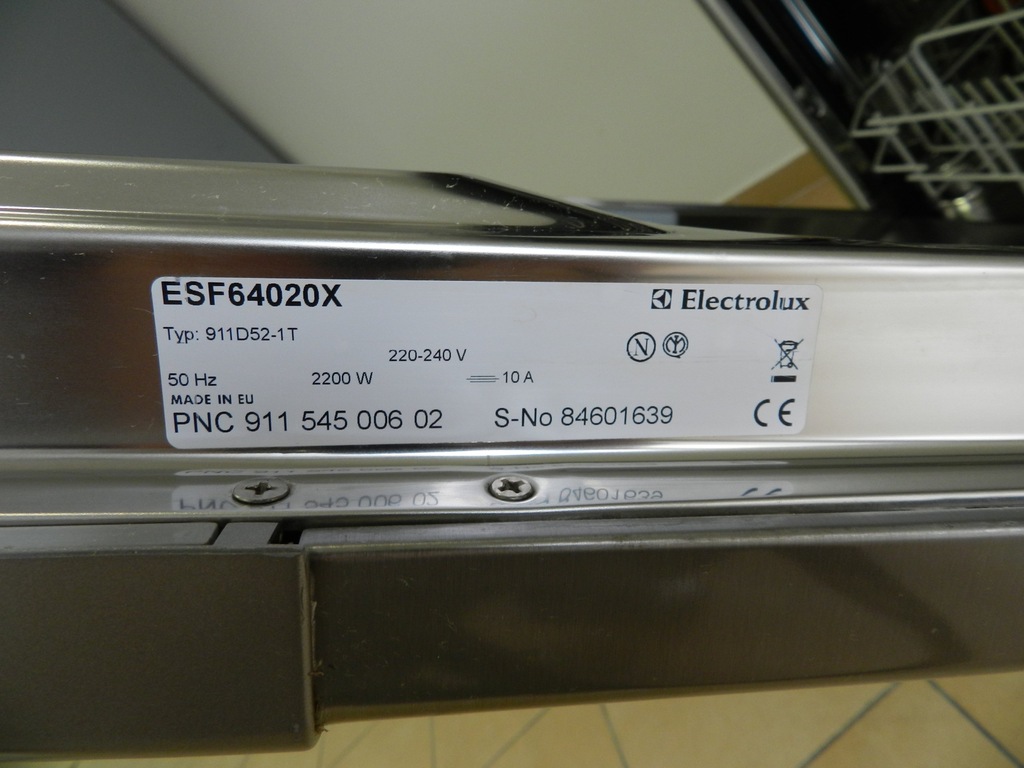 ESF64020X
Electrolux
Typ: 911D52-1T
N
220-240 V
50 Hz 2200 W 10 A
MADE IN EU
PNC 911 545 006 02 S-No 84601639
CE